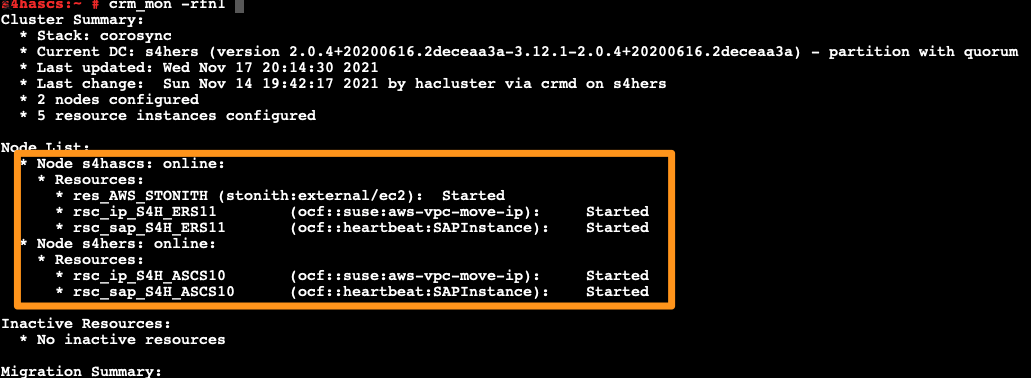 s4hascs:~ # crm_mon -rfn1
Cluster Summary:
  * Stack: corosync
  * Current DC: s4hers (version 2.0.4+20200616.2deceaa3a-3.12.1-2.0.4+20200616.2deceaa3a) - partition with quorum
  * Last updated: Wed Nov 17 20:14:30 2021
  * Last change:  Sun Nov 14 19:42:17 2021 by hacluster via crmd on s4hers
  * 2 nodes configured
  * 5 resource instances configured
Node List:
  * Node s4hascs: online:
    * Resources:
      * res_AWS_STONITH (stonith:external/ec2):  Started
      * rsc_ip_S4H_ERS11        (ocf::suse:aws-vpc-move-ip):     Started
      * rsc_sap_S4H_ERS11       (ocf::heartbeat:SAPInstance):    Started
  * Node s4hers: online:
    * Resources:
      * rsc_ip_S4H_ASCS10       (ocf::suse:aws-vpc-move-ip):     Started
      * rsc_sap_S4H_ASCS10      (ocf::heartbeat:SAPInstance):    Started
Inactive Resources:
  * No inactive resources
Migration Summary: